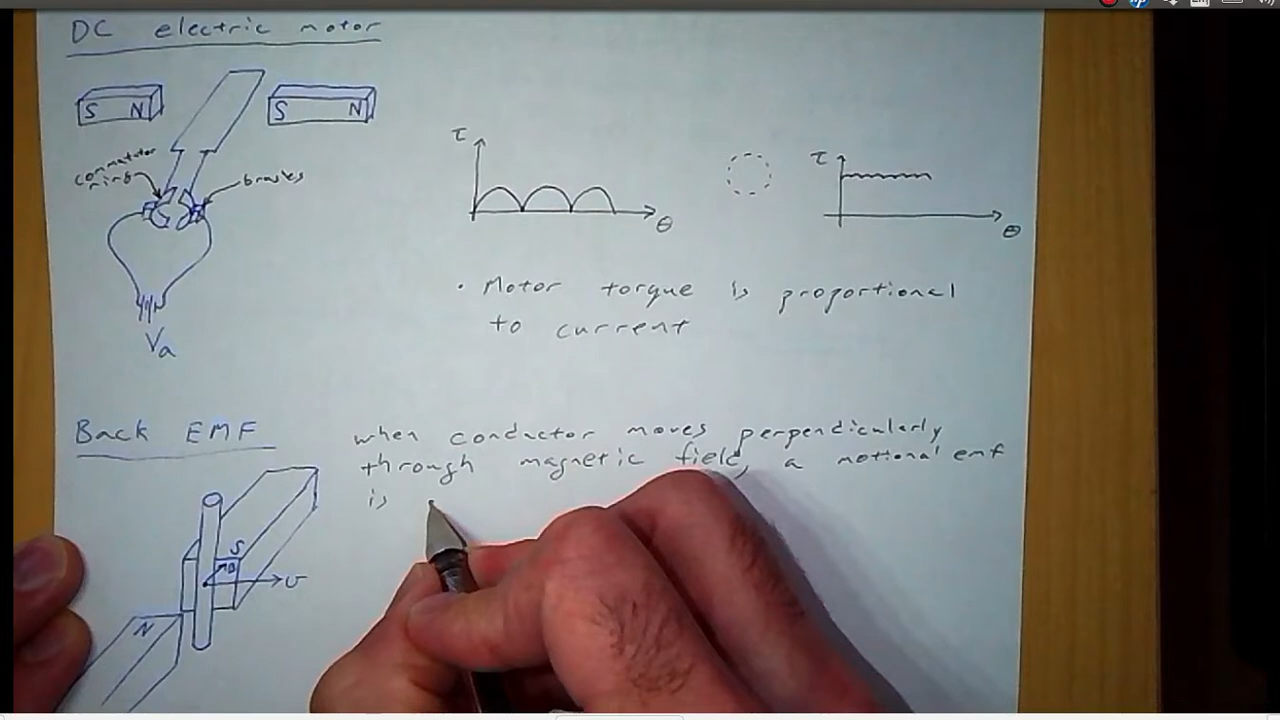 DC electric motor
S N
S N
commutator
ring
brushes
Va
τ
θ
τ
θ
· Motor torque is proportional
to current
Back EMF
when conductor moves perpendicularly
through magnetic field, a motional emf
is
S
B
v
N